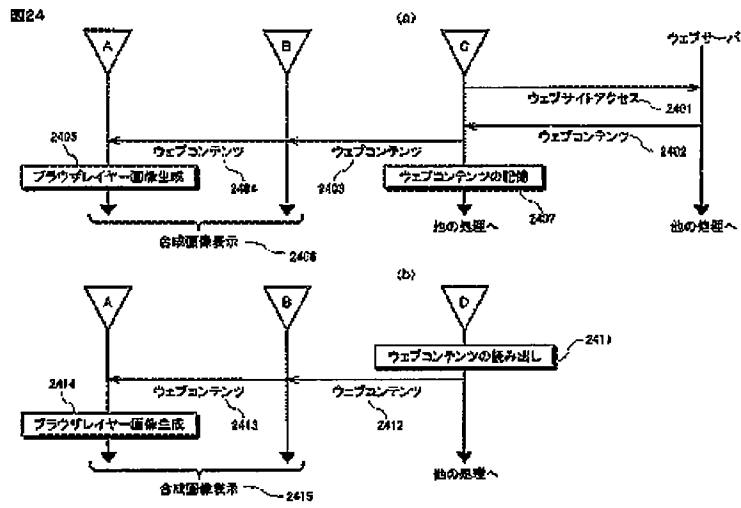 図24
(a)
A
B
C
ウェブサーバ
ウェブサイトアクセス
2401
ウェブコンテンツ
2402
2405
ウェブコンテンツ
2404
ウェブコンテンツ
2403
ブラウザレイヤー画像生成
ウェブコンテンツの記憶
2407
合成画像表示
2406
他の処理へ
他の処理へ
(b)
A
B
D
ウェブコンテンツの読み出し
2411
2414
ウェブコンテンツ
2413
ウェブコンテンツ
2412
ブラウザレイヤー画像生成
合成画像表示
2415
他の処理へ